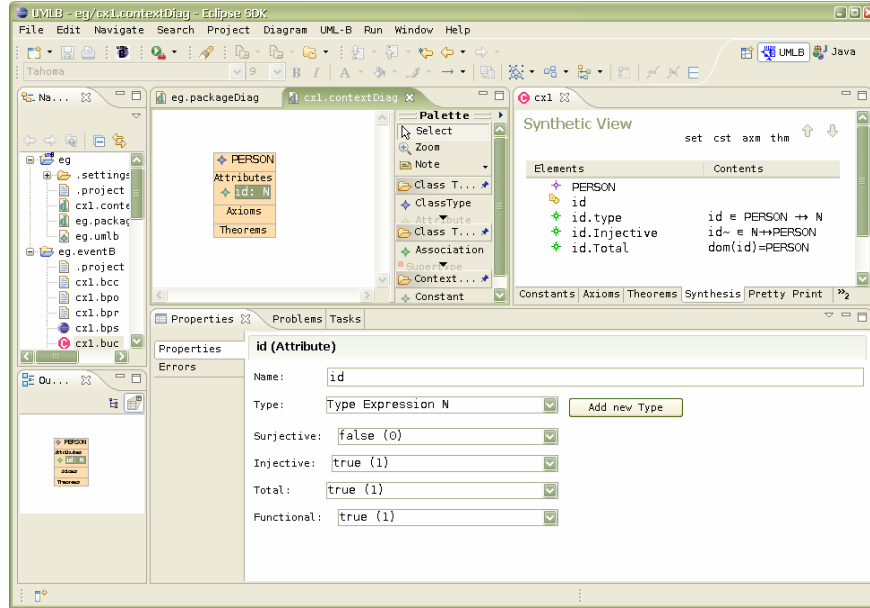 UMLB - eg/cx1.contextDiag - Eclipse SDK
File Edit Navigate Search Project Diagram UML-B Run Window Help
UMLB Java
Tahoma 9 B I A
Na...
eg
.settings
.project
cx1.conte
eg.packag
eg.umlb
eg.eventB
.project
cx1.bcc
cx1.bpo
cx1.bpr
cx1.bps
cx1.buc
eg.packageDiag cx1.contextDiag
PERSON
Attributes
id: N
Axioms
Theorems
Palette
Select
Zoom
Note
Class T...
ClassType
Attribute
Class T...
Association
Supertype
Context...
Constant
cx1
Synthetic View
set cst axm thm
Elements Contents
PERSON
id
id.type id ∈ PERSON ↔ N
id.Injective id~ ∈ N⇸PERSON
id.Total dom(id)=PERSON
Constants Axioms Theorems Synthesis Pretty Print »2
Ou...
PERSON
Attributes
id: N
Axioms
Theorems
Properties Problems Tasks
Properties
Errors
id (Attribute)
Name: id
Type: Type Expression N Add new Type
Surjective: false (0)
Injective: true (1)
Total: true (1)
Functional: true (1)